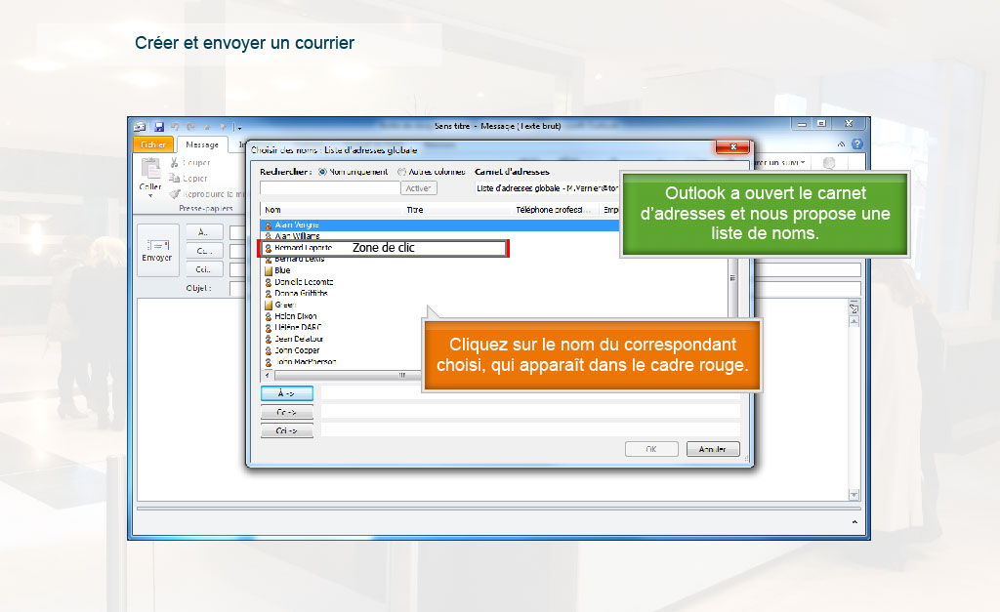 Créer et envoyer un courrier
Sans titre - Message (Texte brut)
Fichier Message
Coller
Couper
Copier
Reproduire la mi
Presse-papiers
Envoyer
À..
Cc...
Cci...
Objet :
Choisir des noms : Liste d'adresses globale
Rechercher : Nom uniquement Autres colonnes Carnet d'adresses
Activer Liste d'adresses globale - M.Vernier@tor
Nom Titre Téléphone professi... Emp
Alain Vergne
Alan Williams
Bernard Laporte Zone de clic
Bernard Lewis
Blue
Danielle Lecomte
Donna Griffiths
Green
Helen Dixon
Hélène DARC
Jean Delatour
John Cooper
John MacPherson
À ->
Cc ->
Cci ->
OK Annuler
Outlook a ouvert le carnet
d’adresses et nous propose une
liste de noms.
Cliquez sur le nom du correspondant
choisi, qui apparaît dans le cadre rouge.